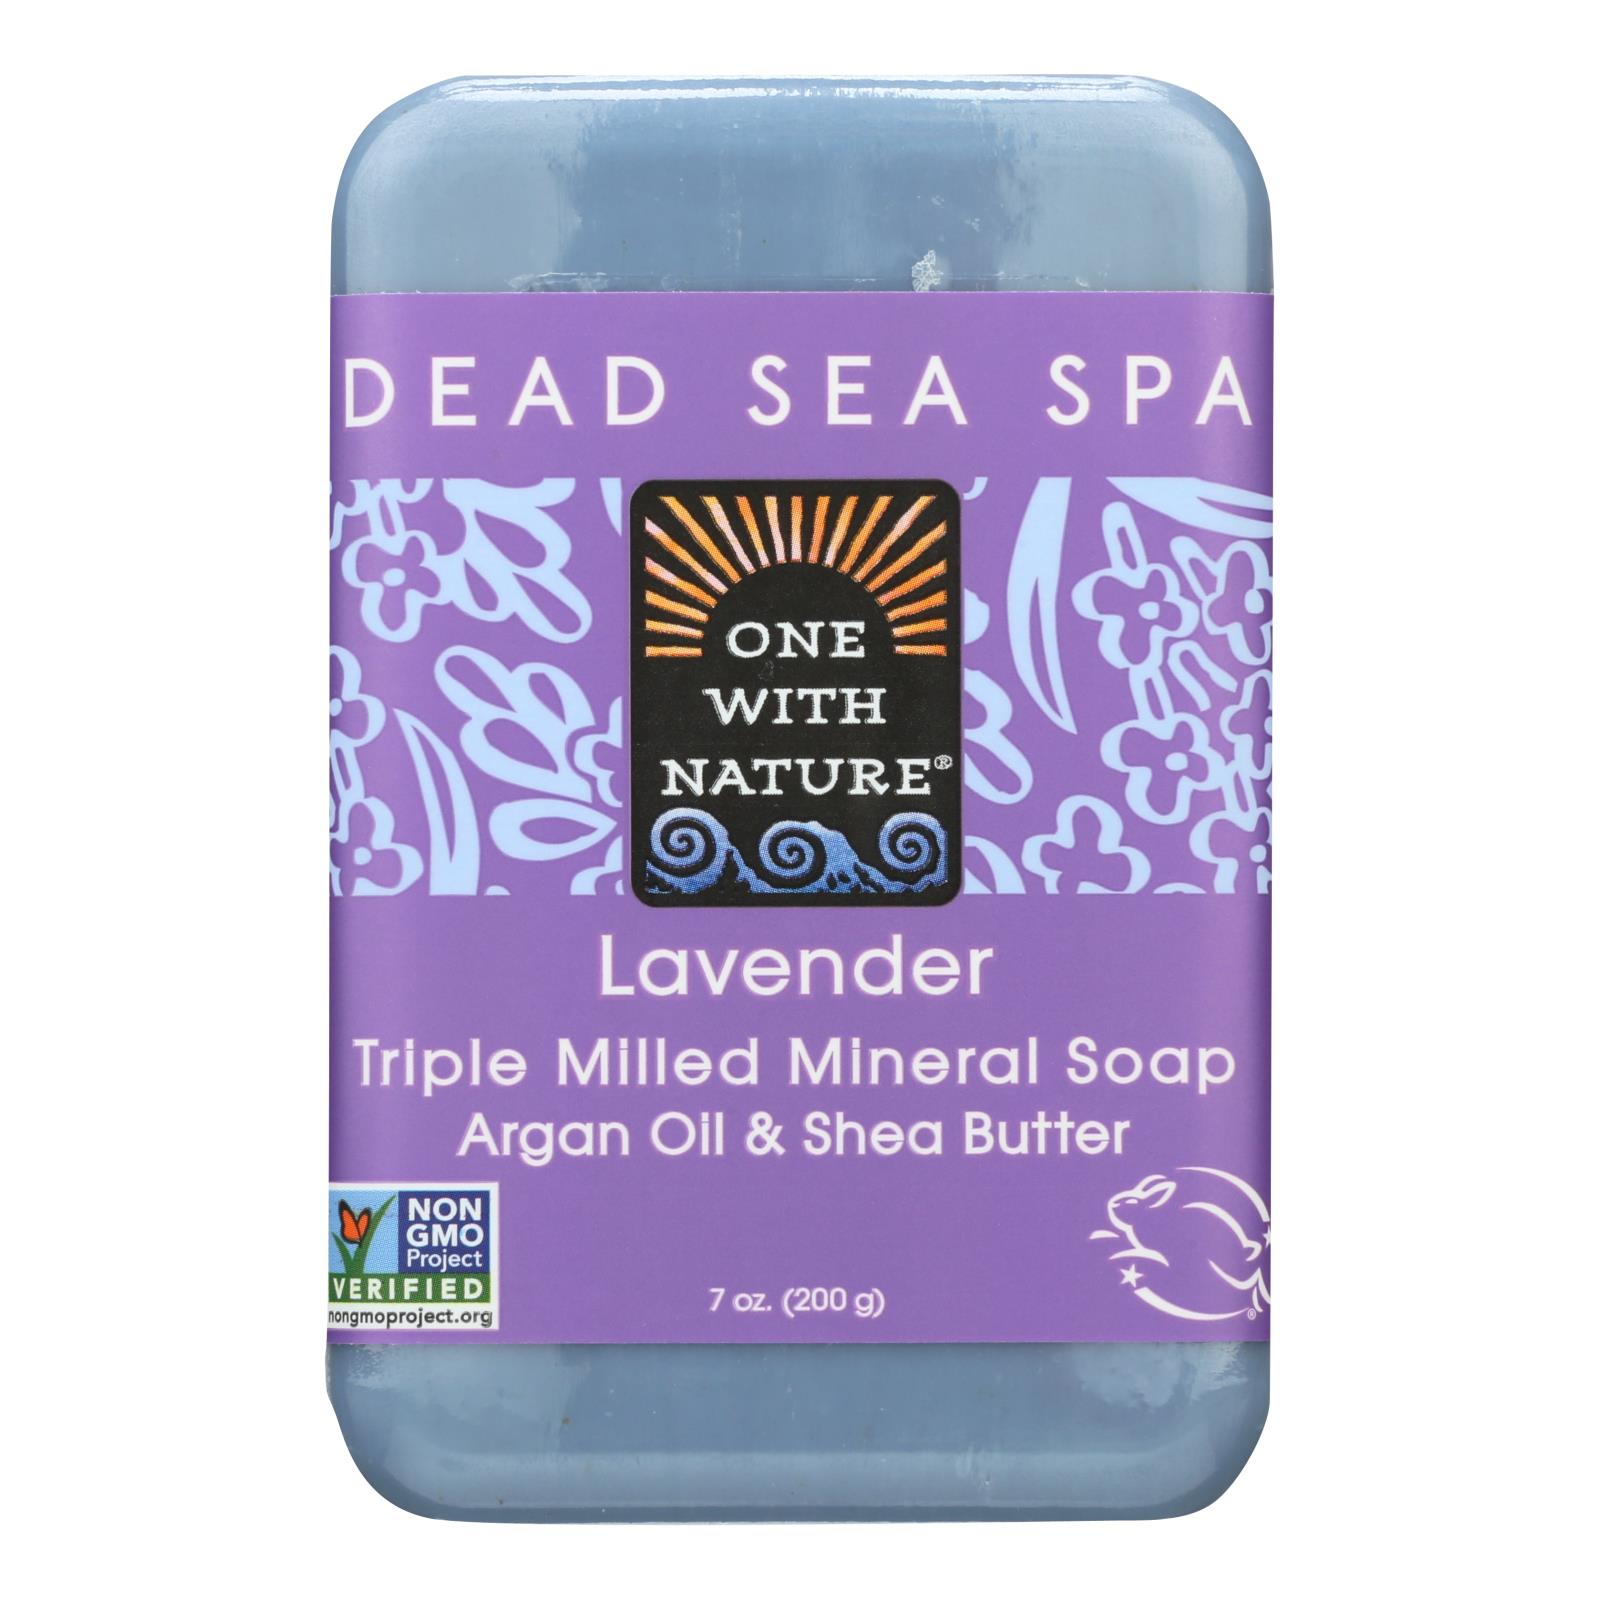 DEAD SEA SPA
ONE
WITH
NATURE®
Lavender
Triple Milled Mineral Soap
Argan Oil & Shea Butter
NON
GMO
Project
VERIFIED
nongmoproject.org
7 oz. (200 g)
®